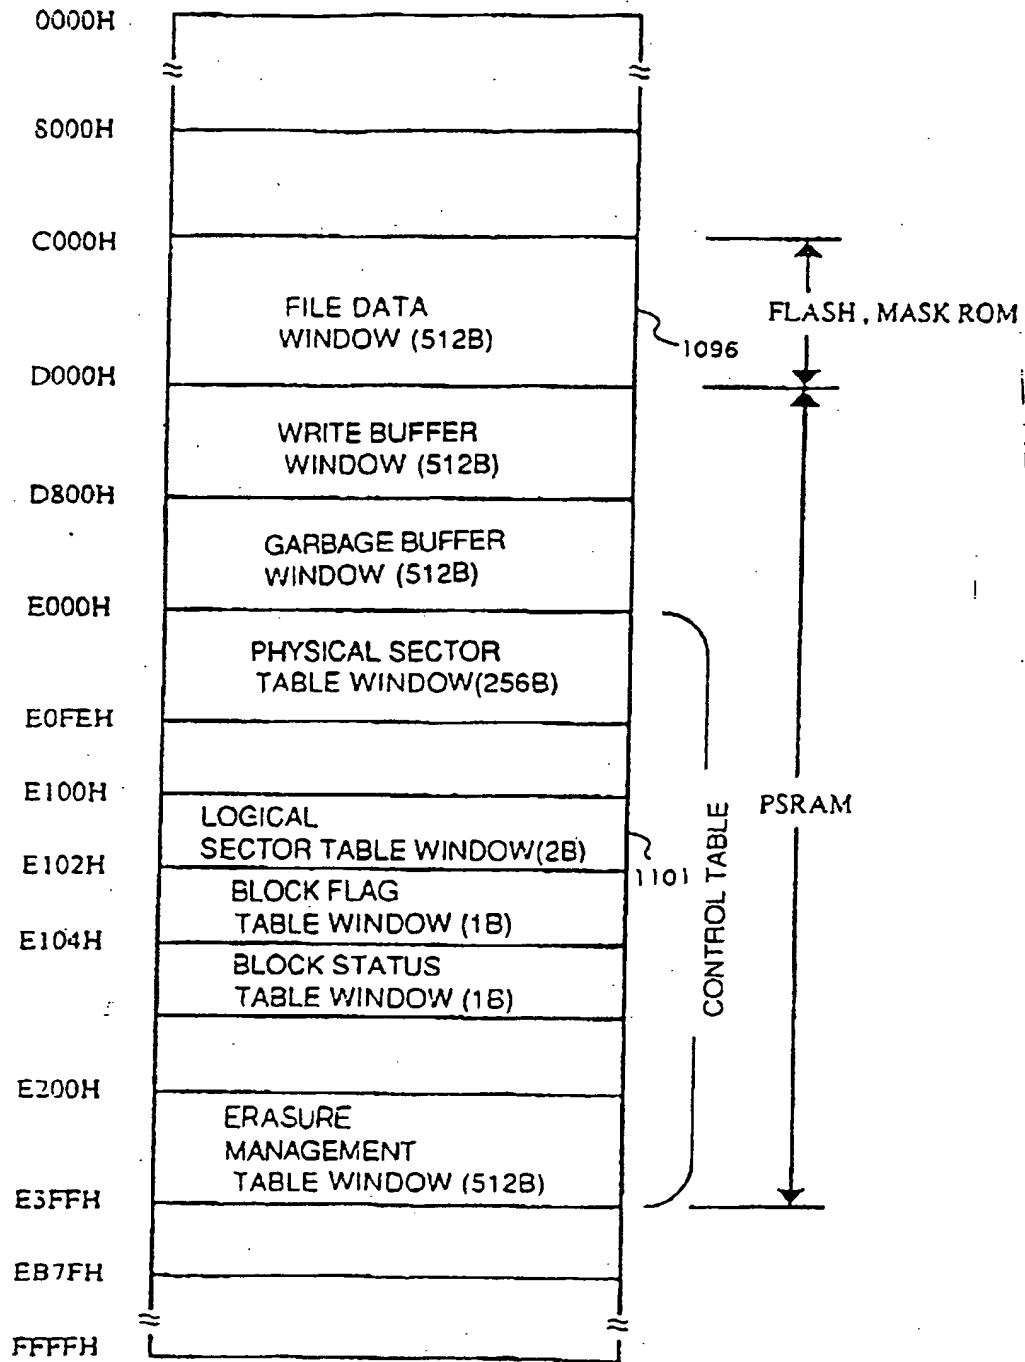 0000H
8000H
C000H
FILE DATA
WINDOW (512B)
FLASH, MASK ROM
1096
D000H
WRITE BUFFER
WINDOW (512B)
D800H
GARBAGE BUFFER
WINDOW (512B)
E000H
PHYSICAL SECTOR
TABLE WINDOW(256B)
E0FEH
E100H
PSRAM
LOGICAL
SECTOR TABLE WINDOW(2B)
E102H
1101
CONTROL TABLE
BLOCK FLAG
TABLE WINDOW (1B)
E104H
BLOCK STATUS
TABLE WINDOW (1B)
E200H
ERASURE
MANAGEMENT
TABLE WINDOW (512B)
E3FFH
EB7FH
FFFFH